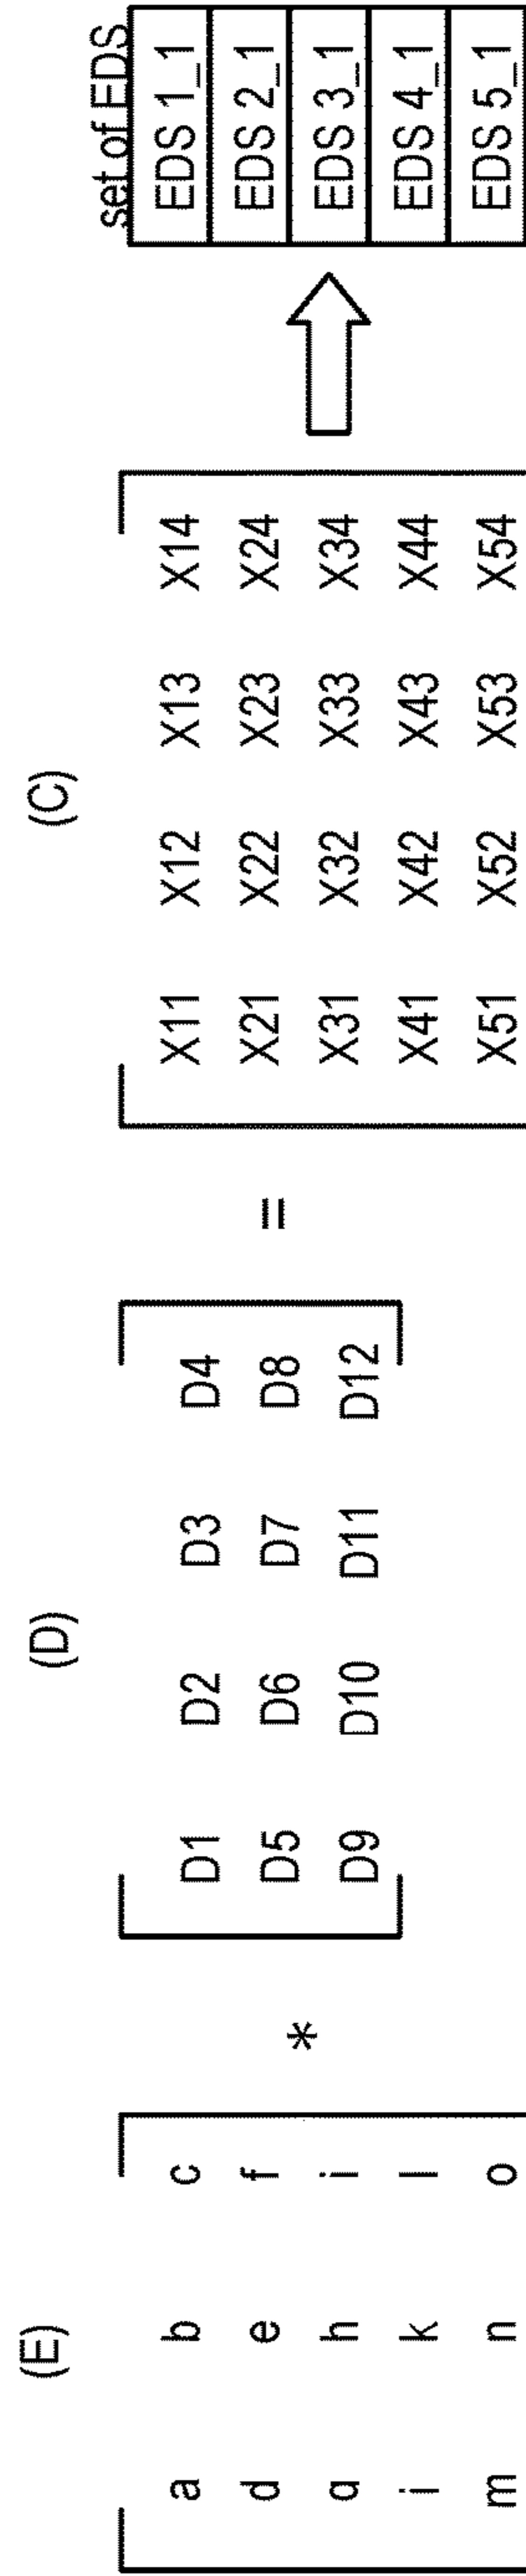 (E) (D) (C) set of EDS
a b c * D1 D2 D3 D4 = X11 X12 X13 X14 EDS 1_1
d e f D5 D6 D7 D8 X21 X22 X23 X24 EDS 2_1
g h i D9 D10 D11 D12 X31 X32 X33 X34 EDS 3_1
j k l X41 X42 X43 X44 EDS 4_1
m n o X51 X52 X53 X54 EDS 5_1